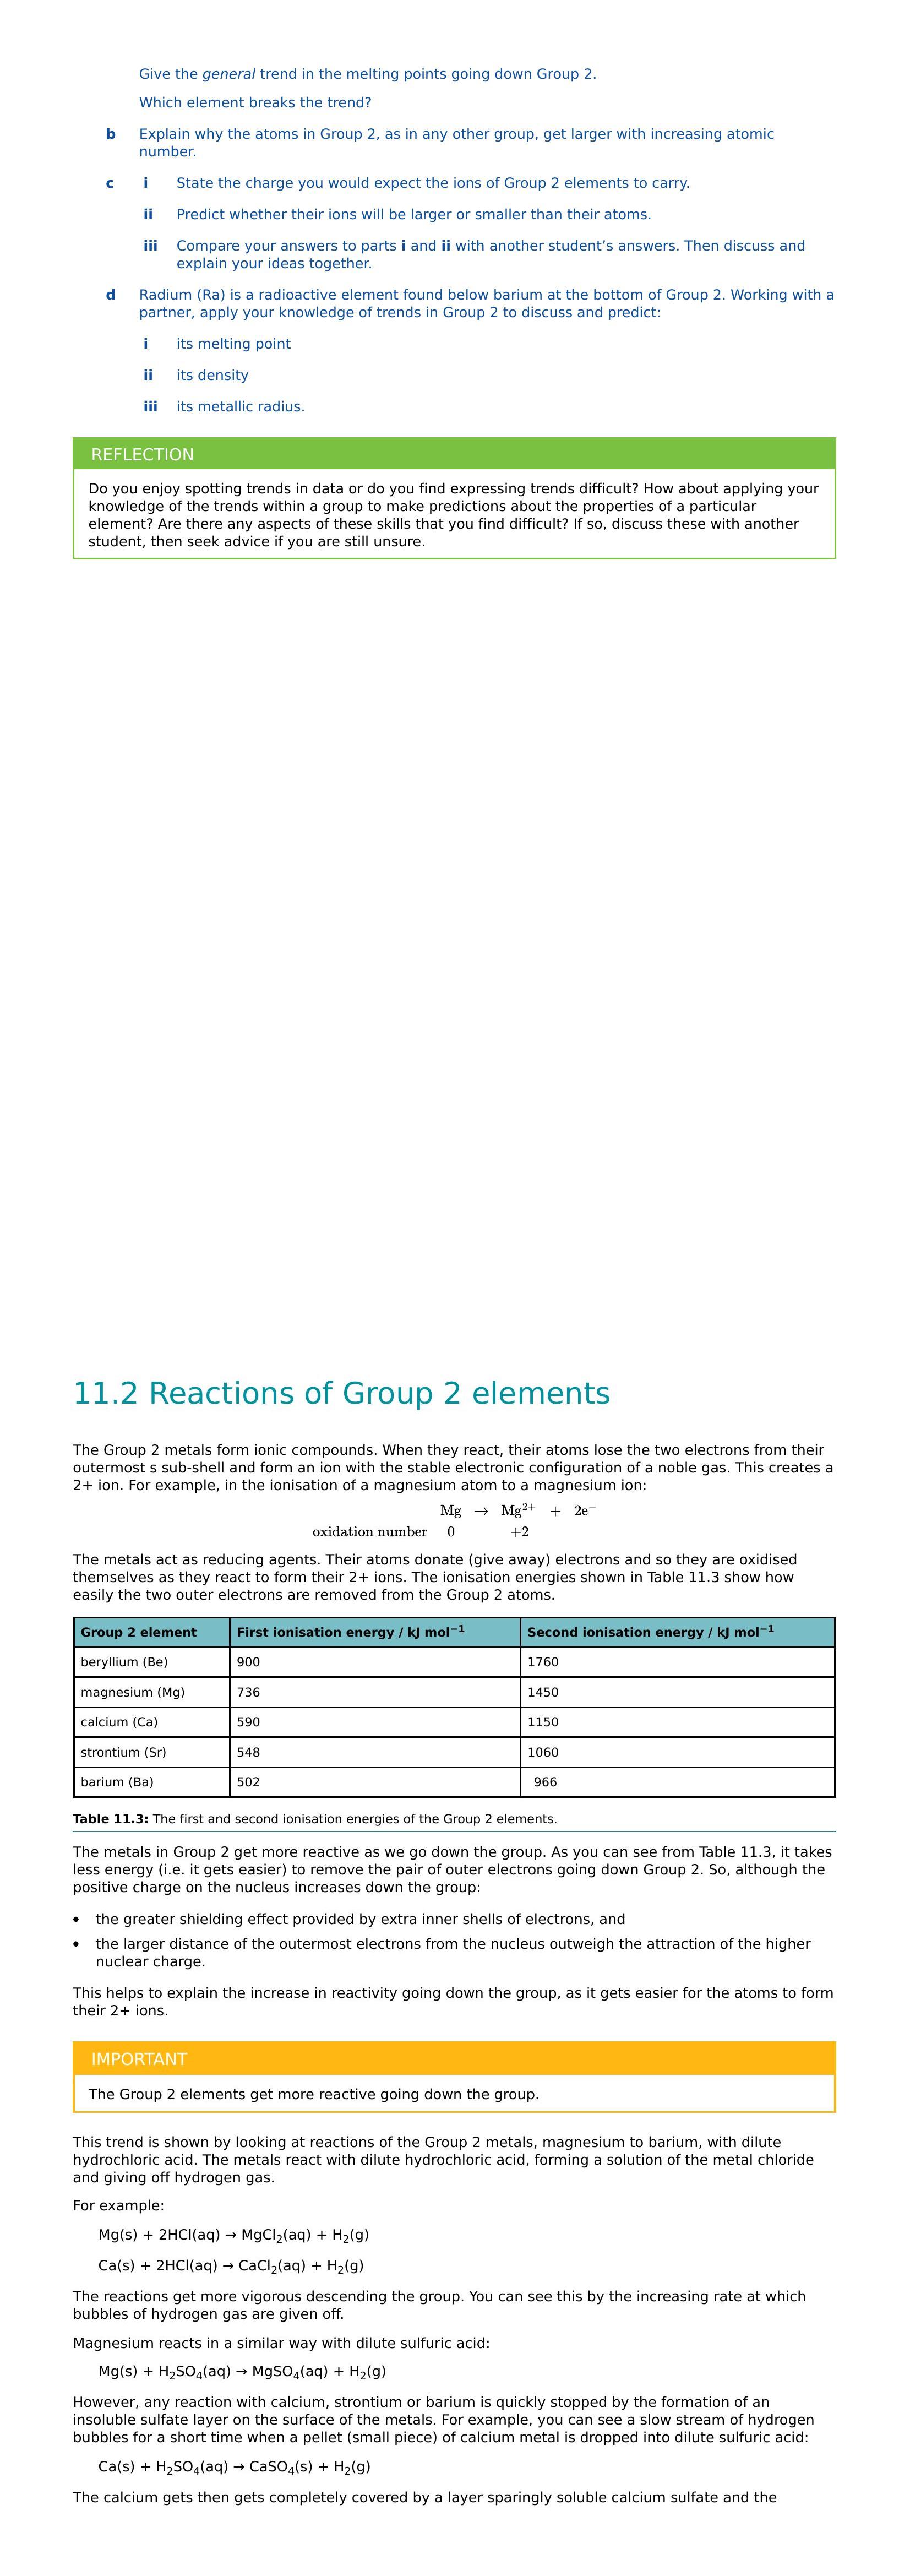 Give the general trend in the melting points going down Group 2.
Which element breaks the trend?
b Explain why the atoms in Group 2, as in any other group, get larger with increasing atomic
number.
c i State the charge you would expect the ions of Group 2 elements to carry.
ii Predict whether their ions will be larger or smaller than their atoms.
iii Compare your answers to parts i and ii with another student’s answers. Then discuss and
explain your ideas together.
d Radium (Ra) is a radioactive element found below barium at the bottom of Group 2. Working with a
partner, apply your knowledge of trends in Group 2 to discuss and predict:
i its melting point
ii its density
iii its metallic radius.
REFLECTION
Do you enjoy spotting trends in data or do you find expressing trends difficult? How about applying your
knowledge of the trends within a group to make predictions about the properties of a particular
element? Are there any aspects of these skills that you find difficult? If so, discuss these with another
student, then seek advice if you are still unsure.
11.2 Reactions of Group 2 elements
The Group 2 metals form ionic compounds. When they react, their atoms lose the two electrons from their
outermost s sub-shell and form an ion with the stable electronic configuration of a noble gas. This creates a
2+ ion. For example, in the ionisation of a magnesium atom to a magnesium ion:
Mg → Mg²⁺ + 2e⁻
oxidation number 0 +2
The metals act as reducing agents. Their atoms donate (give away) electrons and so they are oxidised
themselves as they react to form their 2+ ions. The ionisation energies shown in Table 11.3 show how
easily the two outer electrons are removed from the Group 2 atoms.
Group 2 element First ionisation energy / kJ mol⁻¹ Second ionisation energy / kJ mol⁻¹
beryllium (Be) 900 1760
magnesium (Mg) 736 1450
calcium (Ca) 590 1150
strontium (Sr) 548 1060
barium (Ba) 502 966
Table 11.3: The first and second ionisation energies of the Group 2 elements.
The metals in Group 2 get more reactive as we go down the group. As you can see from Table 11.3, it takes
less energy (i.e. it gets easier) to remove the pair of outer electrons going down Group 2. So, although the
positive charge on the nucleus increases down the group:
• the greater shielding effect provided by extra inner shells of electrons, and
• the larger distance of the outermost electrons from the nucleus outweigh the attraction of the higher
nuclear charge.
This helps to explain the increase in reactivity going down the group, as it gets easier for the atoms to form
their 2+ ions.
IMPORTANT
The Group 2 elements get more reactive going down the group.
This trend is shown by looking at reactions of the Group 2 metals, magnesium to barium, with dilute
hydrochloric acid. The metals react with dilute hydrochloric acid, forming a solution of the metal chloride
and giving off hydrogen gas.
For example:
Mg(s) + 2HCl(aq) → MgCl₂(aq) + H₂(g)
Ca(s) + 2HCl(aq) → CaCl₂(aq) + H₂(g)
The reactions get more vigorous descending the group. You can see this by the increasing rate at which
bubbles of hydrogen gas are given off.
Magnesium reacts in a similar way with dilute sulfuric acid:
Mg(s) + H₂SO₄(aq) → MgSO₄(aq) + H₂(g)
However, any reaction with calcium, strontium or barium is quickly stopped by the formation of an
insoluble sulfate layer on the surface of the metals. For example, you can see a slow stream of hydrogen
bubbles for a short time when a pellet (small piece) of calcium metal is dropped into dilute sulfuric acid:
Ca(s) + H₂SO₄(aq) → CaSO₄(s) + H₂(g)
The calcium gets then gets completely covered by a layer sparingly soluble calcium sulfate and the